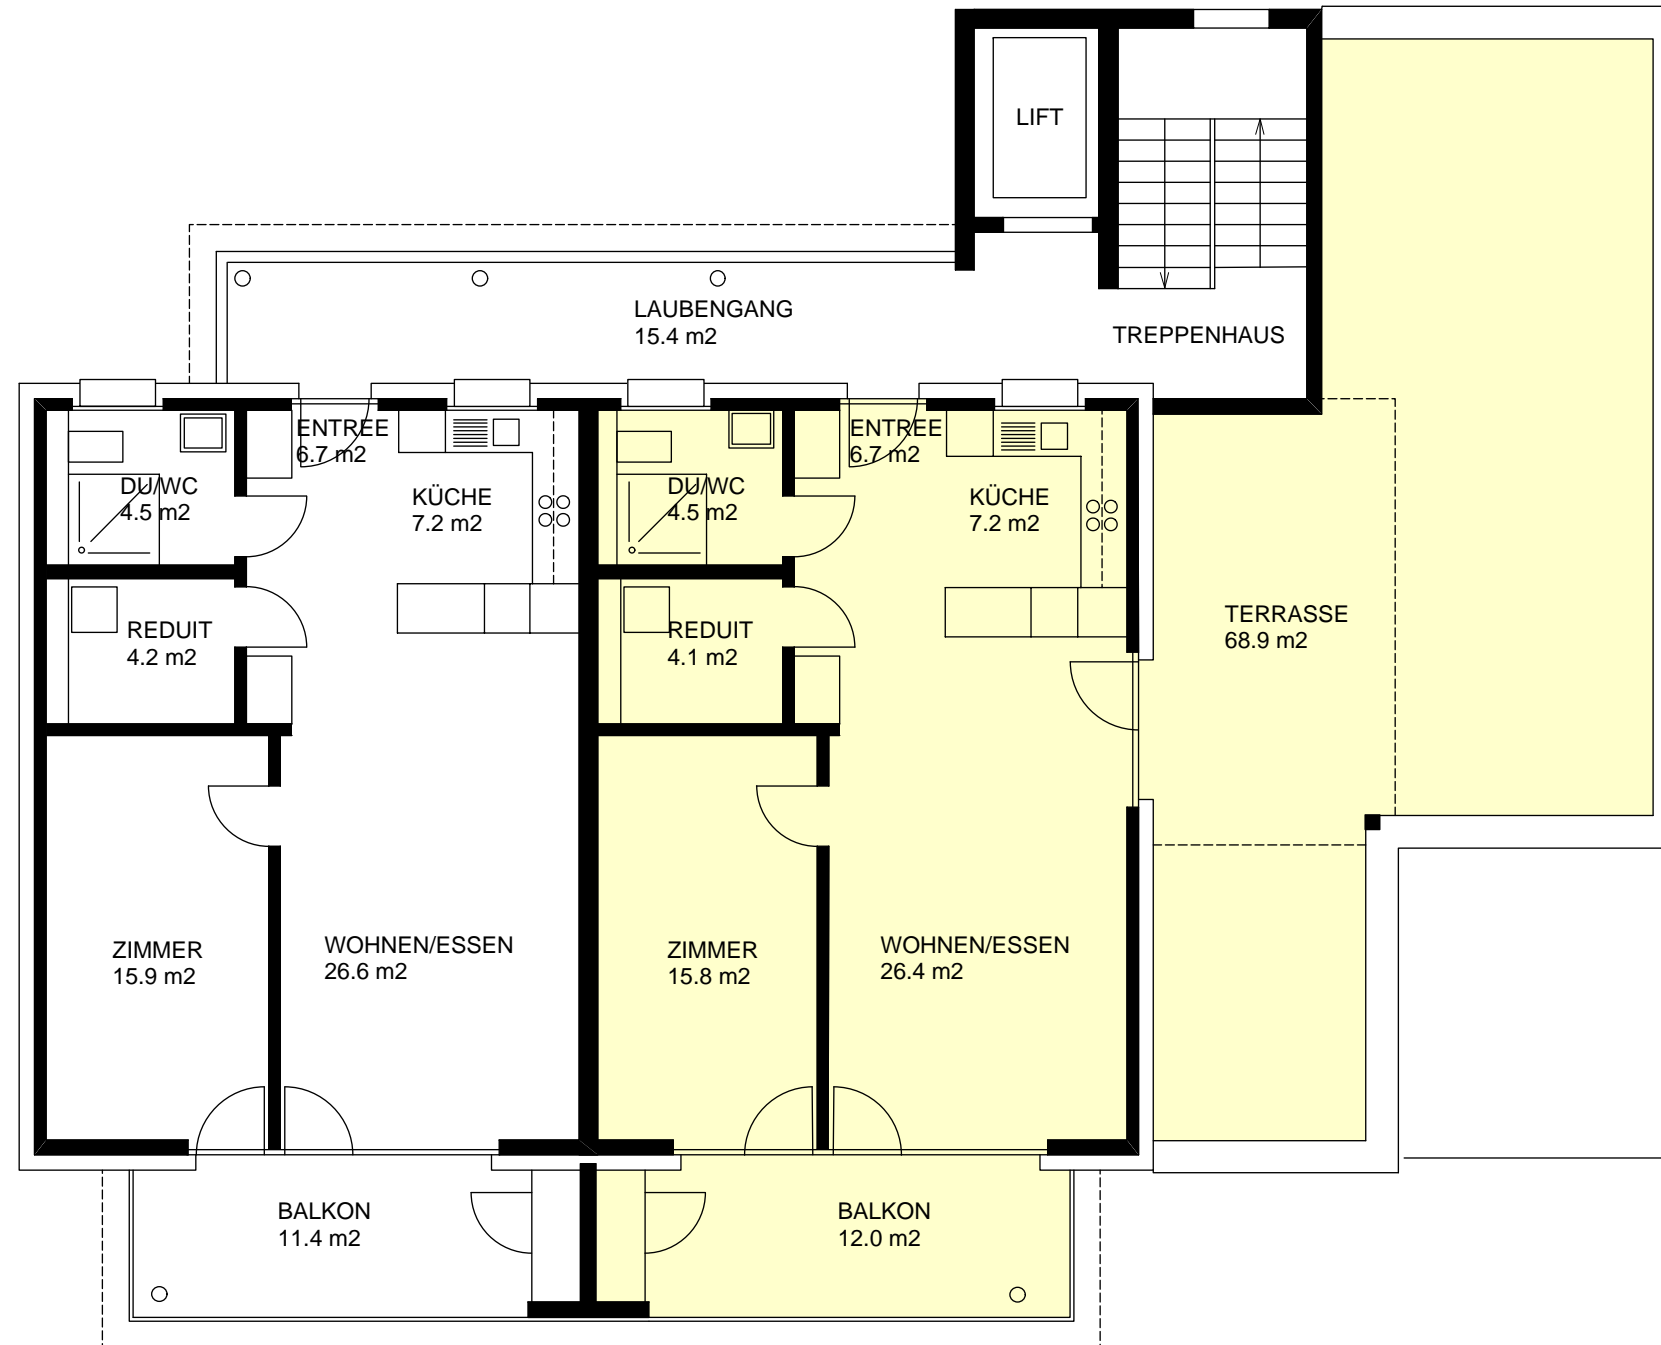 LIFT
LAUBENGANG
15.4 m2
TREPPENHAUS
ENTREE
6.7 m2
DU/WC
4.5 m2
KÜCHE
7.2 m2
REDUIT
4.2 m2
ZIMMER
15.9 m2
WOHNEN/ESSEN
26.6 m2
BALKON
11.4 m2
ENTREE
6.7 m2
DU/WC
4.5 m2
KÜCHE
7.2 m2
REDUIT
4.1 m2
ZIMMER
15.8 m2
WOHNEN/ESSEN
26.4 m2
BALKON
12.0 m2
TERRASSE
68.9 m2